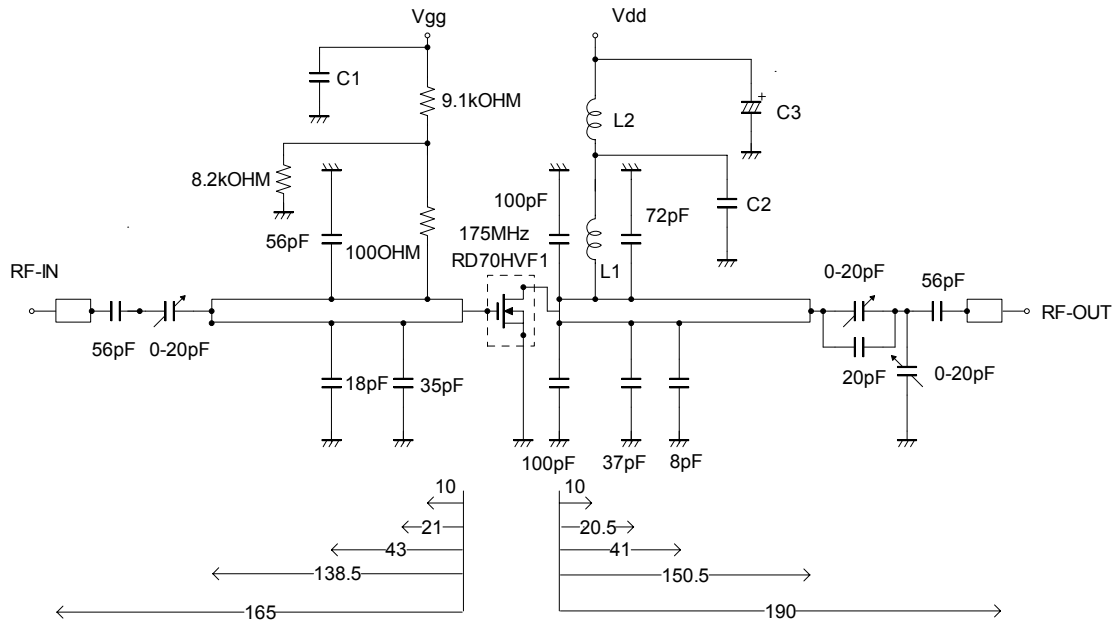 Vgg
Vdd
C1
9.1kOHM
L2
+
C3
8.2kOHM
100pF
72pF
C2
56pF
100OHM
175MHz
RD70HVF1
L1
RF-IN
0-20pF
56pF
RF-OUT
56pF
0-20pF
18pF
35pF
20pF
0-20pF
100pF
37pF
8pF
10
10
21
20.5
43
41
138.5
150.5
165
190